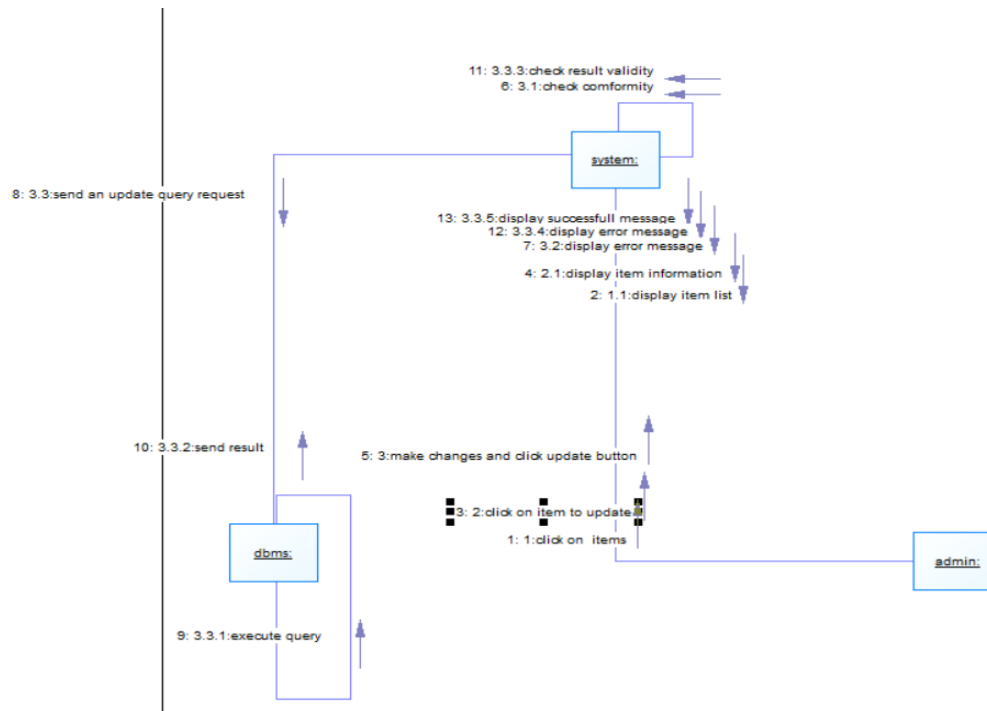 11: 3.3.3:check result validity
6: 3.1:check comformity
system:
8: 3.3:send an update query request
13: 3.3.5:display successfull message
12: 3.3.4:display error message
7: 3.2:display error message
4: 2.1:display item information
2: 1.1:display item list
10: 3.3.2:send result
5: 3:make changes and click update button
3: 2:click on item to update
1: 1:click on items
dbms:
admin:
9: 3.3.1:execute query